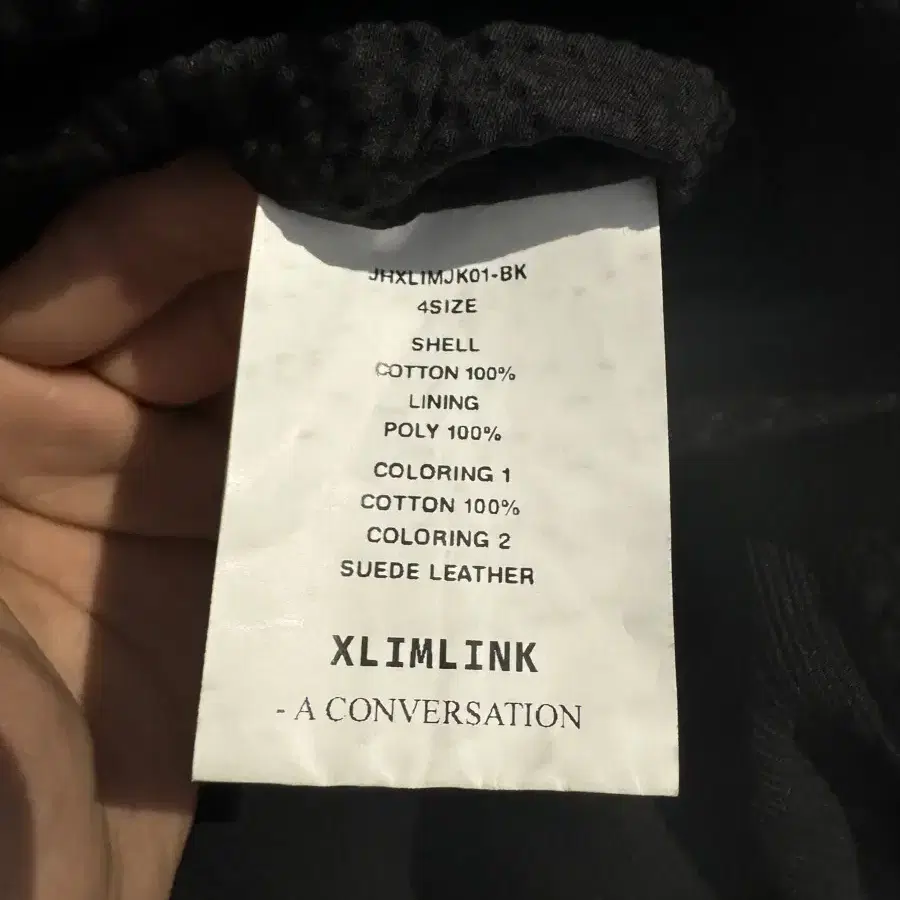 JHXLIMJK01-BK
4SIZE
SHELL
COTTON 100%
LINING
POLY 100%
COLORING 1
COTTON 100%
COLORING 2
SUEDE LEATHER
XLIMLINK
- A CONVERSATION